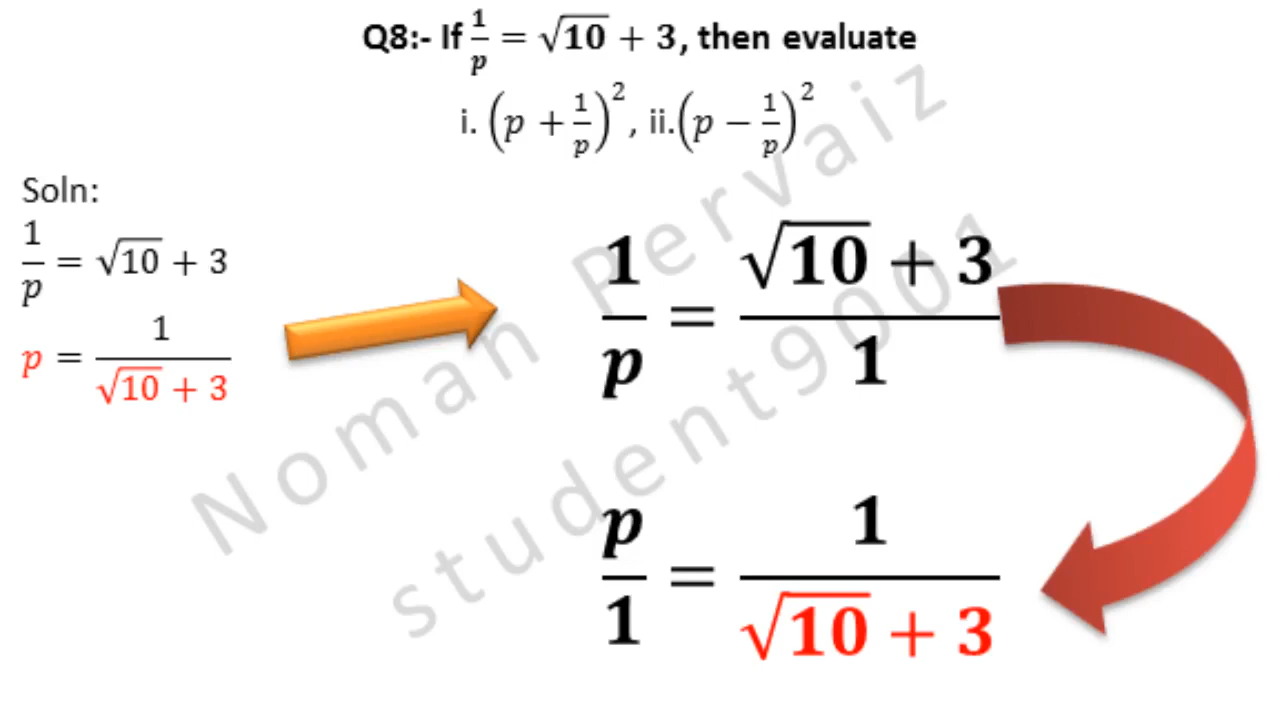 Q8:- If 1/p = √10 + 3, then evaluate
i. (p + 1/p)², ii.(p − 1/p)²
Soln:
1/p = √10 + 3
p = 1/(√10 + 3)
1/p = (√10 + 3)/1
p/1 = 1/(√10 + 3)
Noman Pervaiz
student9001